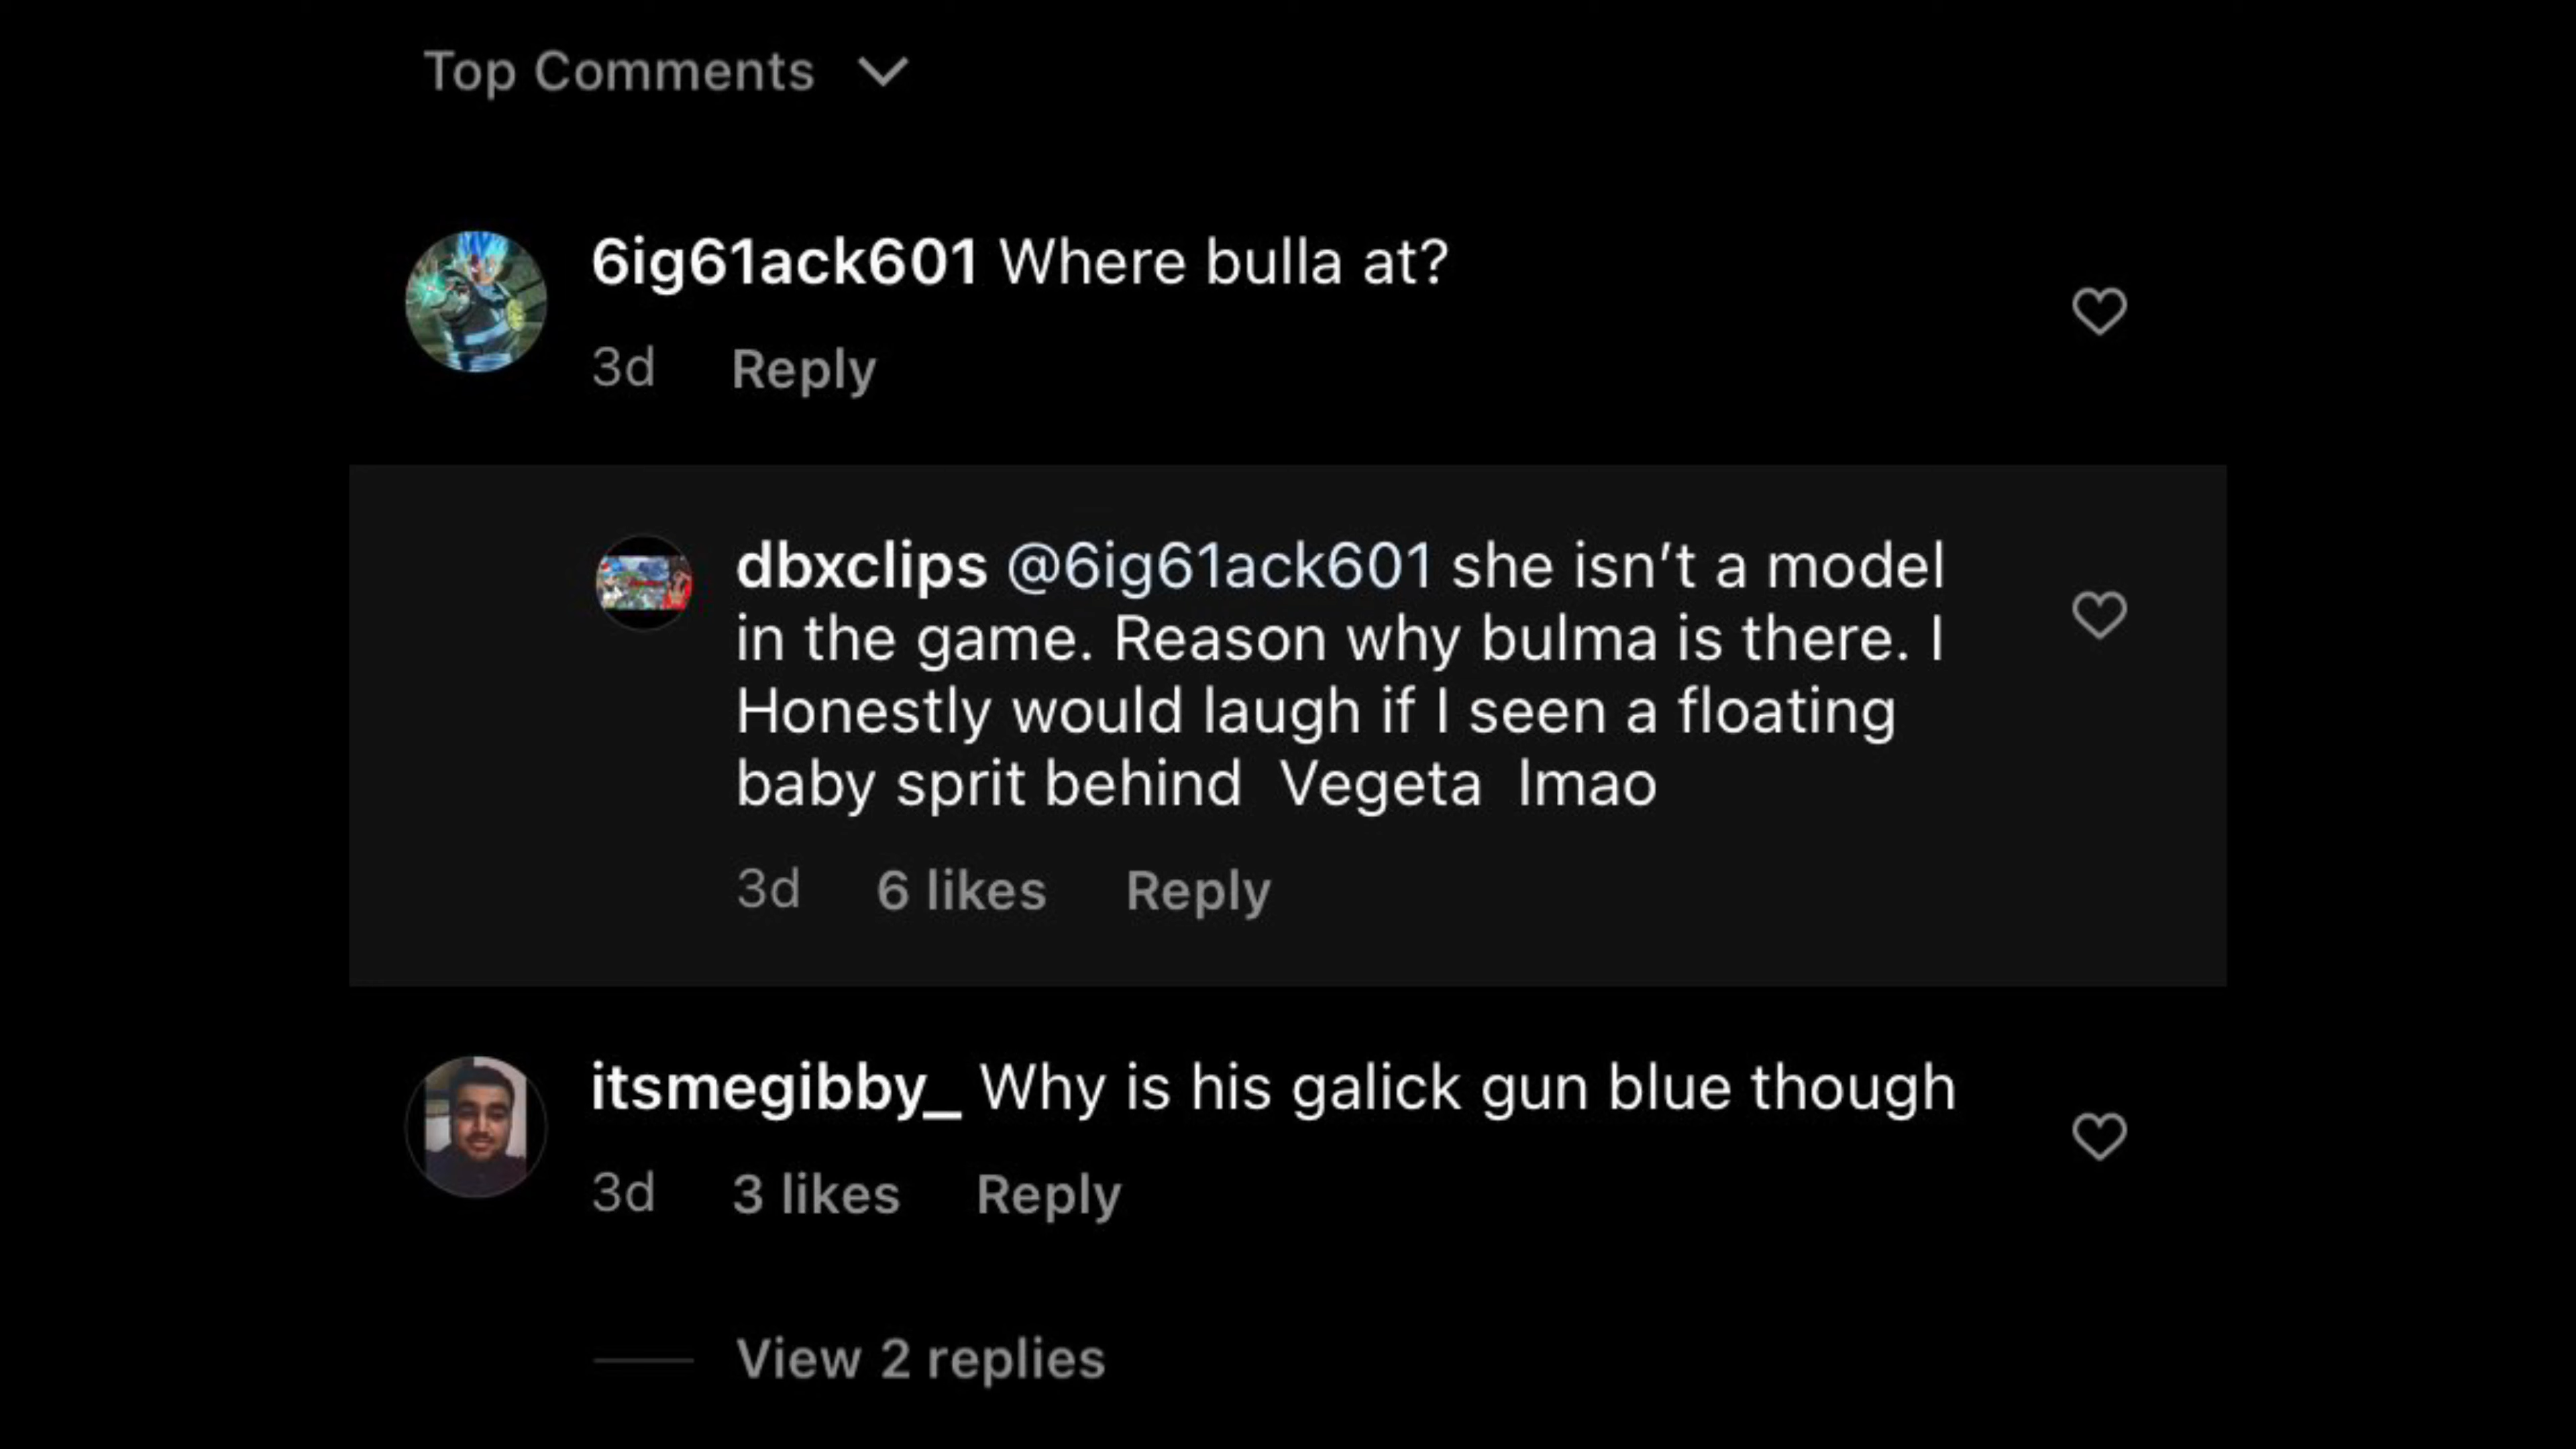 Top Comments
6ig61ack601 Where bulla at?
3d Reply
dbxclips @6ig61ack601 she isn’t a model
in the game. Reason why bulma is there. I
Honestly would laugh if I seen a floating
baby sprit behind  Vegeta  lmao
3d 6 likes Reply
itsmegibby_ Why is his galick gun blue though
3d 3 likes Reply
View 2 replies